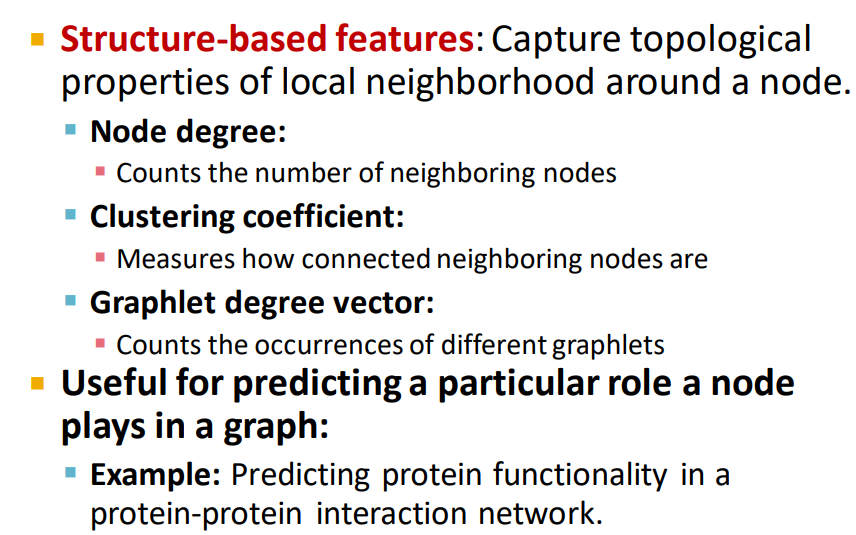 Structure-based features: Capture topological
properties of local neighborhood around a node.
Node degree:
Counts the number of neighboring nodes
Clustering coefficient:
Measures how connected neighboring nodes are
Graphlet degree vector:
Counts the occurrences of different graphlets
Useful for predicting a particular role a node
plays in a graph:
Example: Predicting protein functionality in a
protein-protein interaction network.